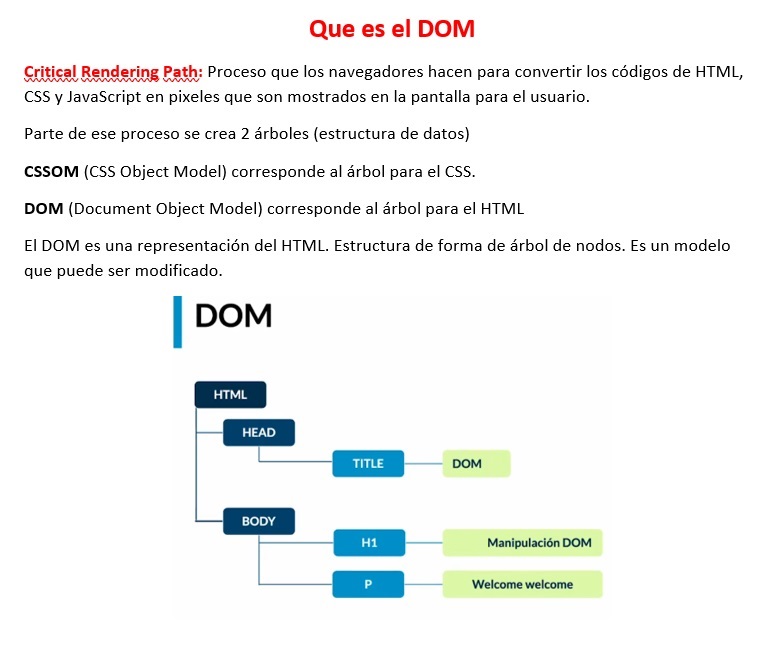 Que es el DOM
Critical Rendering Path: Proceso que los navegadores hacen para convertir los códigos de HTML,
CSS y JavaScript en pixeles que son mostrados en la pantalla para el usuario.
Parte de ese proceso se crea 2 árboles (estructura de datos)
CSSOM (CSS Object Model) corresponde al árbol para el CSS.
DOM (Document Object Model) corresponde al árbol para el HTML
El DOM es una representación del HTML. Estructura de forma de árbol de nodos. Es un modelo
que puede ser modificado.
DOM
HTML
HEAD
TITLE DOM
BODY
H1 Manipulación DOM
P Welcome welcome